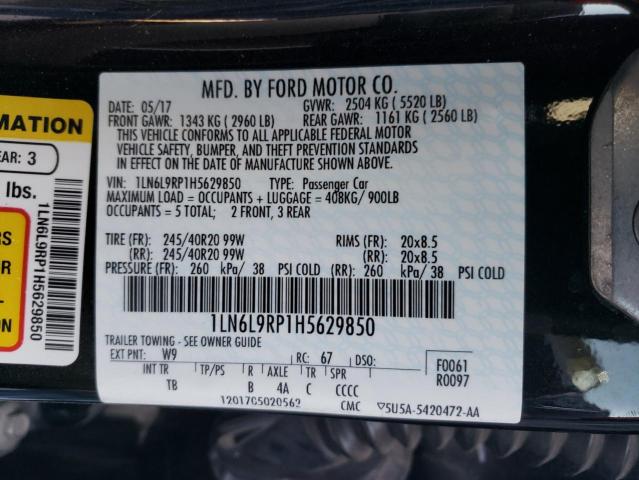 MFD. BY FORD MOTOR CO.
DATE: 05/17 GVWR: 2504 KG ( 5520 LB)
FRONT GAWR: 1343 KG ( 2960 LB) REAR GAWR: 1161 KG ( 2560 LB)
THIS VEHICLE CONFORMS TO ALL APPLICABLE FEDERAL MOTOR
VEHICLE SAFETY, BUMPER, AND THEFT PREVENTION STANDARDS
IN EFFECT ON THE DATE OF MANUFACTURE SHOWN ABOVE.
VIN: 1LN6L9RP1H5629850 TYPE: Passenger Car
MAXIMUM LOAD = OCCUPANTS + LUGGAGE = 408KG/ 900LB
OCCUPANTS = 5 TOTAL; 2 FRONT, 3 REAR
TIRE (FR): 245/40R20 99W RIMS (FR): 20x8.5
(RR): 245/40R20 99W (RR): 20x8.5
PRESSURE (FR): 260 kPa/ 38 PSI COLD (RR): 260 kPa/ 38 PSI COLD
1LN6L9RP1H5629850
TRAILER TOWING - SEE OWNER GUIDE
EXT PNT: W9 RC: 67 DSO:
INT TR TP/PS R AXLE TR SPR
TB B 4A C CCCC
F0061
R0097
1201705020562 CMC ▽5U5A-5420472-AA
MATION
EAR: 3
lbs.
RS
OR
1LN6L9RP1H5629850